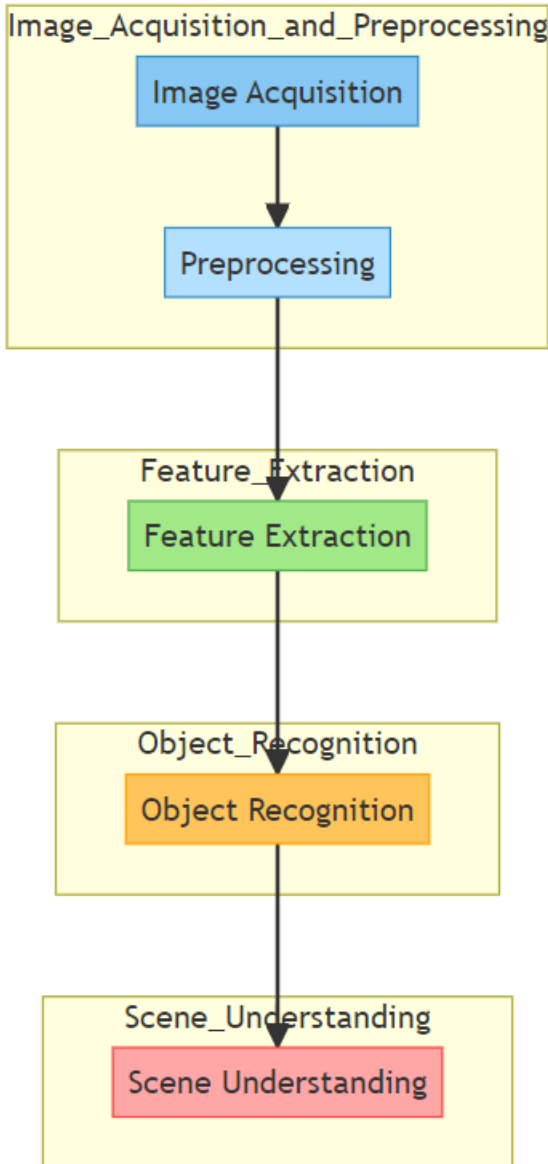 Image_Acquisition_and_Preprocessing
Image Acquisition
Preprocessing
Feature_Extraction
Feature Extraction
Object_Recognition
Object Recognition
Scene_Understanding
Scene Understanding